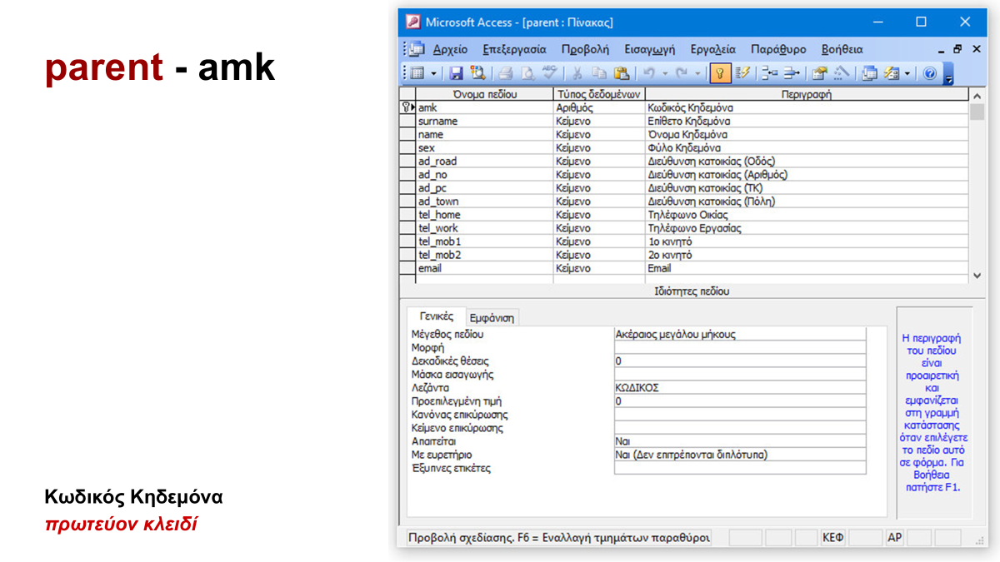 parent - amk
Κωδικός Κηδεμόνα
πρωτεύον κλειδί
Microsoft Access - [parent : Πίνακας]
Αρχείο Επεξεργασία Προβολή Εισαγωγή Εργαλεία Παράθυρο Βοήθεια
Όνομα πεδίου Τύπος δεδομένων Περιγραφή
amk Αριθμός Κωδικός Κηδεμόνα
surname Κείμενο Επίθετο Κηδεμόνα
name Κείμενο Όνομα Κηδεμόνα
sex Κείμενο Φύλο Κηδεμόνα
ad_road Κείμενο Διεύθυνση κατοικίας (Οδός)
ad_no Κείμενο Διεύθυνση κατοικίας (Αριθμός)
ad_pc Κείμενο Διεύθυνση κατοικίας (ΤΚ)
ad_town Κείμενο Διεύθυνση κατοικίας (Πόλη)
tel_home Κείμενο Τηλέφωνο Οικίας
tel_work Κείμενο Τηλέφωνο Εργασίας
tel_mob1 Κείμενο 1ο κινητό
tel_mob2 Κείμενο 2ο κινητό
email Κείμενο Email
Ιδιότητες πεδίου
Γενικές Εμφάνιση
Μέγεθος πεδίου Ακέραιος μεγάλου μήκους
Μορφή
Δεκαδικές θέσεις 0
Μάσκα εισαγωγής
Λεζάντα ΚΩΔΙΚΟΣ
Προεπιλεγμένη τιμή 0
Κανόνας επικύρωσης
Κείμενο επικύρωσης
Απαιτείται Ναι
Με ευρετήριο Ναι (Δεν επιτρέπονται διπλότυπα)
Έξυπνες ετικέτες
Η περιγραφή
του πεδίου
είναι
προαιρετική
και
εμφανίζεται
στη γραμμή
κατάστασης
όταν επιλέγετε
το πεδίο αυτό
σε φόρμα. Για
Βοήθεια
πατήστε F1.
Προβολή σχεδίασης. F6 = Εναλλαγή τμημάτων παραθύρου ΚΕΦ ΑΡ